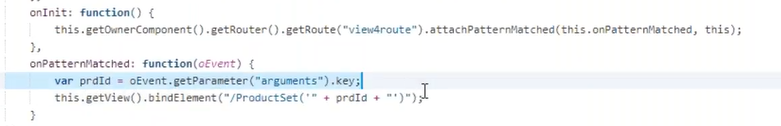 onInit: function() {
this.getOwnerComponent().getRouter().getRoute("view4route").attachPatternMatched(this.onPatternMatched, this);
},
onPatternMatched: function(oEvent) {
var prdId = oEvent.getParameter("arguments").key;
this.getView().bindElement("/ProductSet('" + prdId + "')");
}